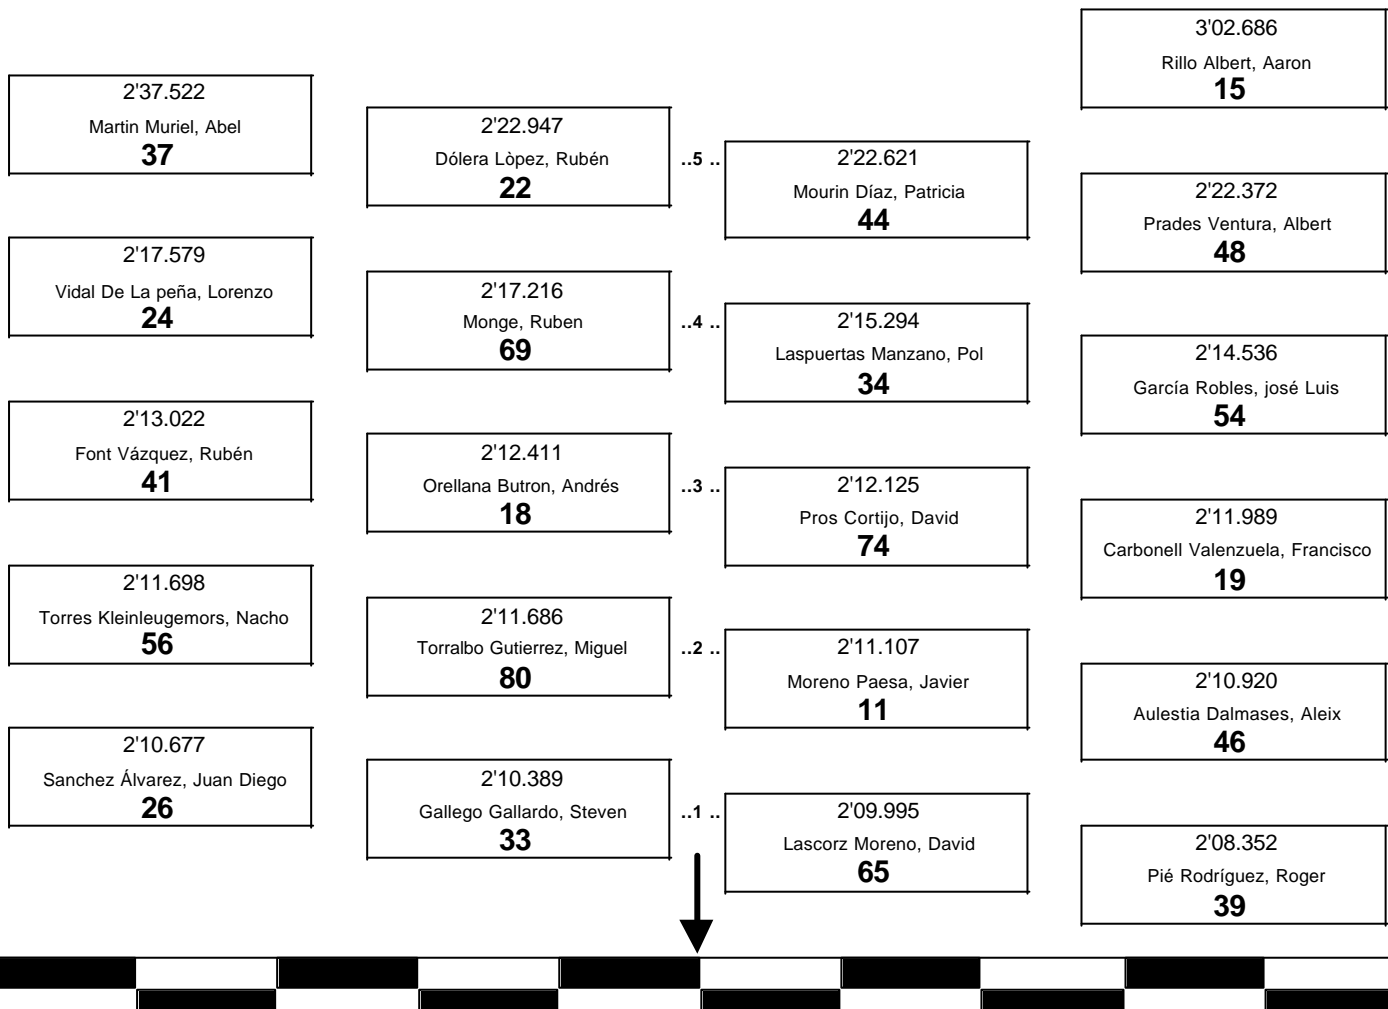 3'02.686
Rillo Albert, Aaron
15
2'37.522
Martin Muriel, Abel
37
2'22.947
Dólera Lòpez, Rubén
22
..5 ..
2'22.621
Mourin Díaz, Patricia
44
2'22.372
Prades Ventura, Albert
48
2'17.579
Vidal De La peña, Lorenzo
24
2'17.216
Monge, Ruben
69
..4 ..
2'15.294
Laspuertas Manzano, Pol
34
2'14.536
García Robles, josé Luis
54
2'13.022
Font Vázquez, Rubén
41
2'12.411
Orellana Butron, Andrés
18
..3 ..
2'12.125
Pros Cortijo, David
74
2'11.989
Carbonell Valenzuela, Francisco
19
2'11.698
Torres Kleinleugemors, Nacho
56
2'11.686
Torralbo Gutierrez, Miguel
80
..2 ..
2'11.107
Moreno Paesa, Javier
11
2'10.920
Aulestia Dalmases, Aleix
46
2'10.677
Sanchez Álvarez, Juan Diego
26
2'10.389
Gallego Gallardo, Steven
33
..1 ..
2'09.995
Lascorz Moreno, David
65
2'08.352
Pié Rodríguez, Roger
39